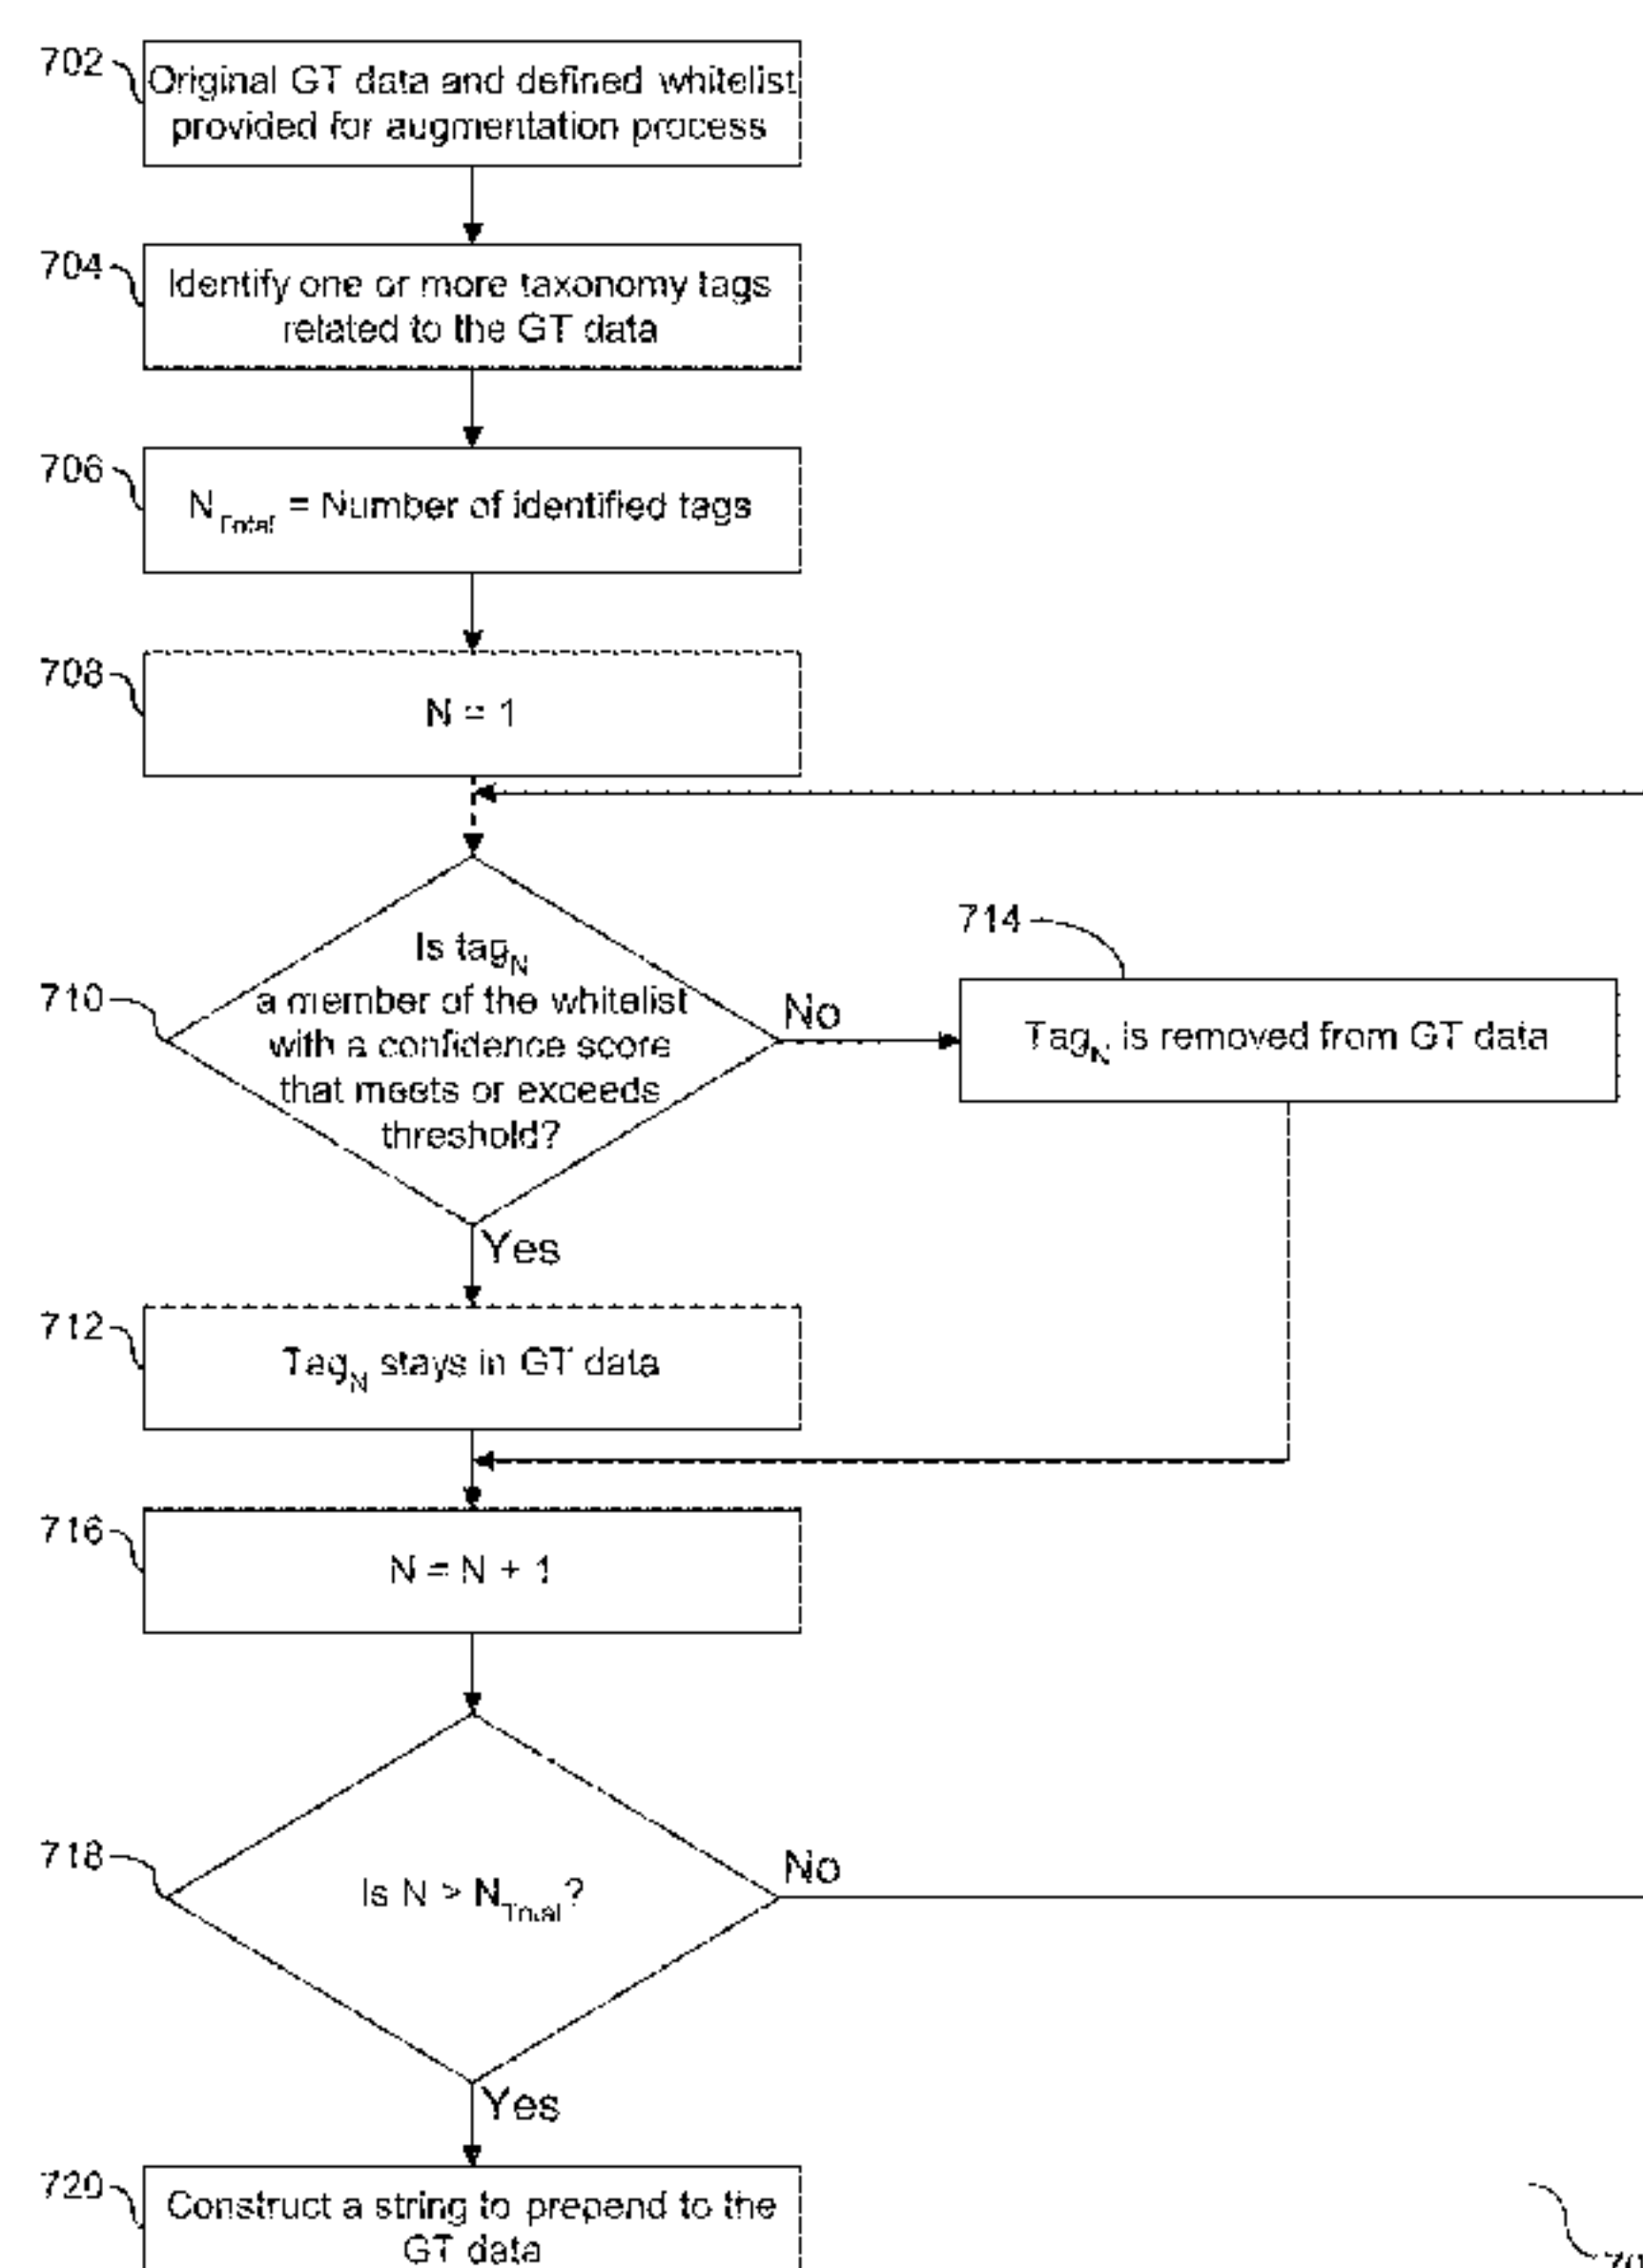 702
Original GT data and defined whitelist
provided for augmentation process
704
Identify one or more taxonomy tags
related to the GT data
706
N Total = Number of identified tags
708
N = 1
710
Is tag N
a member of the whitelist
with a confidence score
that meets or exceeds
threshold?
No
714
Tag N is removed from GT data
Yes
712
Tag N stays in GT data
716
N = N + 1
718
Is N > N Total ?
No
Yes
720
Construct a string to prepend to the
GT data